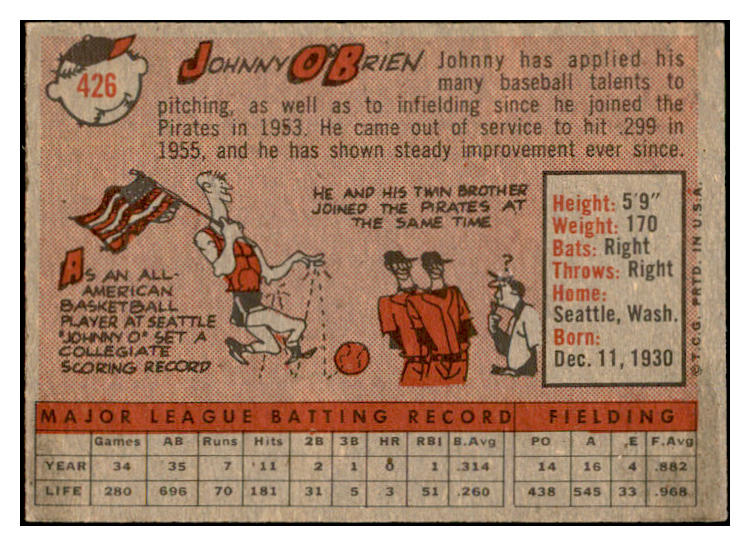 426
JOHNNY O'BRIEN Johnny has applied his
many baseball talents to
pitching, as well as to infielding since he joined the
Pirates in 1953. He came out of service to hit .299 in
1955, and he has shown steady improvement ever since.
HE AND HIS TWIN BROTHER
JOINED THE PIRATES AT
THE SAME TIME
?
AS AN ALL-
AMERICAN
BASKETBALL
PLAYER AT SEATTLE
"JOHNNY O" SET A
COLLEGIATE
SCORING RECORD
Height: 5'9"
Weight: 170
Bats: Right
Throws: Right
Home:
Seattle, Wash.
Born:
Dec. 11, 1930
© T.C.G. PRTD. IN U.S.A.
MAJOR LEAGUE BATTING RECORD FIELDING
Games AB Runs Hits 2B 3B HR RBI B.Avg PO A .E F.Avg
YEAR 34 35 7 11 2 1 0 1 .314 14 16 4 .882
LIFE 280 696 70 181 31 5 3 51 .260 438 545 33 .968